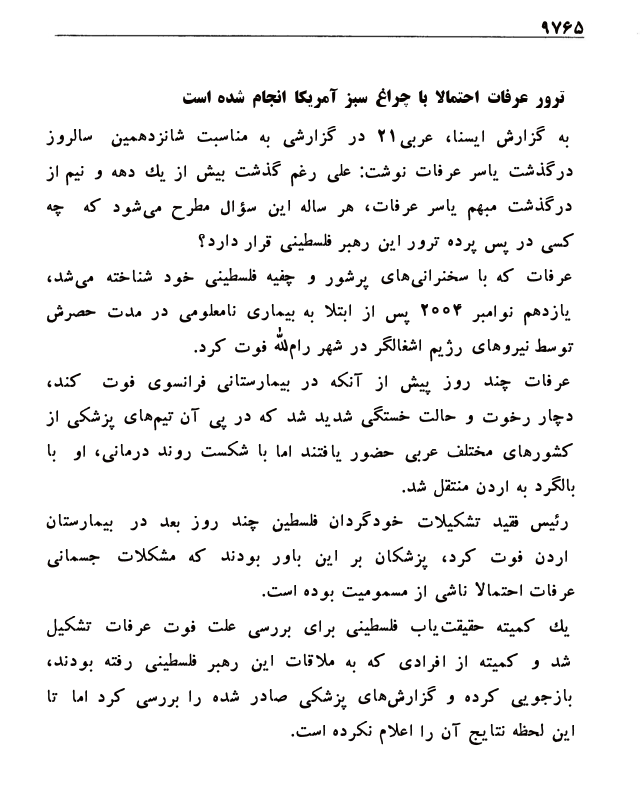 ۹۷۶۵
ترور عرفات احتمالا با چراغ سبز آمریکا انجام شده است
به گزارش ایسنا، عربی۲۱ در گزارشی به مناسبت شانزدهمین سالروز
درگذشت یاسر عرفات نوشت: علی رغم گذشت بیش از یك دهه و نیم از
درگذشت مبهم یاسر عرفات، هر ساله این سؤال مطرح می‌شود که چه
کسی در پس پرده ترور این رهبر فلسطینی قرار دارد؟
عرفات که با سخنرانی‌های پرشور و چفیه فلسطینی خود شناخته می‌شد،
یازدهم نوامبر ۲۰۰۴ پس از ابتلا به بیماری نامعلومی در مدت حصرش
توسط نیروهای رژیم اشغالگر در شهر رام‌الله فوت کرد.
عرفات چند روز پیش از آنکه در بیمارستانی فرانسوی فوت کند،
دچار رخوت و حالت خستگی شدید شد که در پی آن تیم‌های پزشکی از
کشورهای مختلف عربی حضور یافتند اما با شکست روند درمانی، او با
بالگرد به اردن منتقل شد.
رئیس فقید تشکیلات خودگردان فلسطین چند روز بعد در بیمارستان
اردن فوت کرد، پزشکان بر این باور بودند که مشکلات جسمانی
عرفات احتمالا ناشی از مسمومیت بوده است.
یك کمیته حقیقت‌یاب فلسطینی برای بررسی علت فوت عرفات تشکیل
شد و کمیته از افرادی که به ملاقات این رهبر فلسطینی رفته بودند،
بازجویی کرده و گزارش‌های پزشکی صادر شده را بررسی کرد اما تا
این لحظه نتایج آن را اعلام نکرده است.